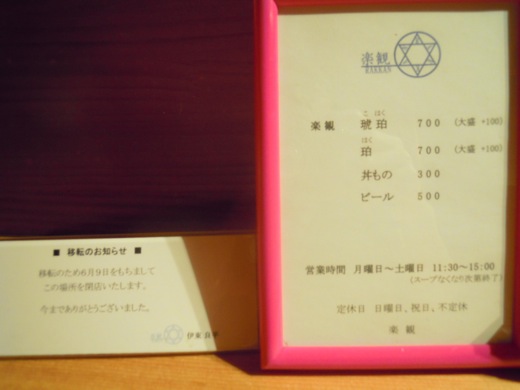 楽観
RAKKAN
こ はく
楽観 琥珀 700 (大盛 +100)
はく
珀 700 (大盛 +100)
丼もの 300
ビール 500
営業時間 月曜日～土曜日 11:30～15:00
(スープなくなり次第終了)
定休日 日曜日、祝日、不定休
楽観
■ 移転のお知らせ ■
移転のため6月9日をもちまして
この場所を閉店いたします。
今までありがとうございました。
伊東